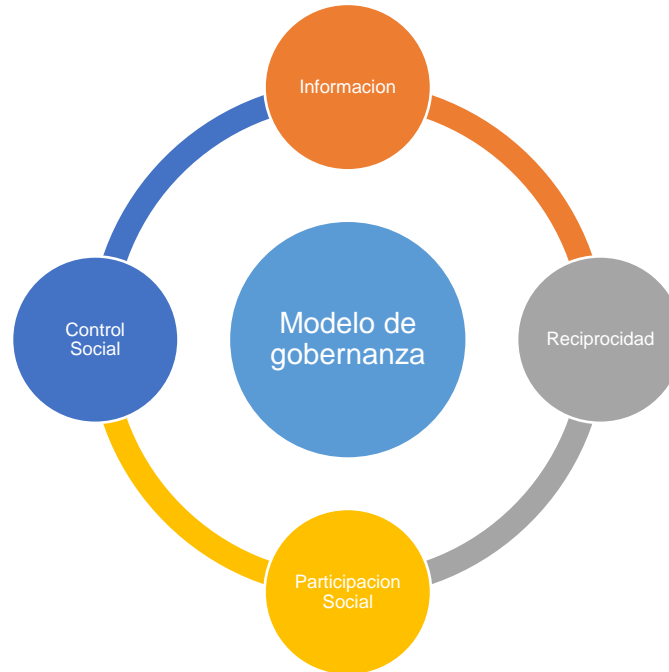 Informacion
Modelo de
gobernanza
Control
Social
Reciprocidad
Participacion
Social